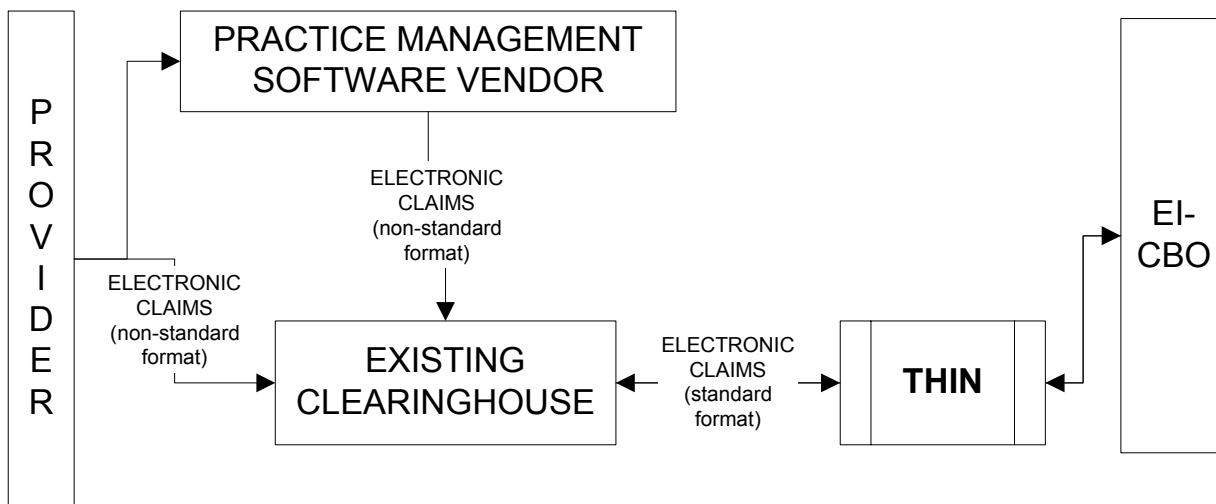 PROVIDER
PRACTICE MANAGEMENT
SOFTWARE VENDOR
ELECTRONIC
CLAIMS
(non-standard
format)
ELECTRONIC
CLAIMS
(non-standard
format)
EXISTING
CLEARINGHOUSE
ELECTRONIC
CLAIMS
(standard
format)
THIN
EI-
CBO